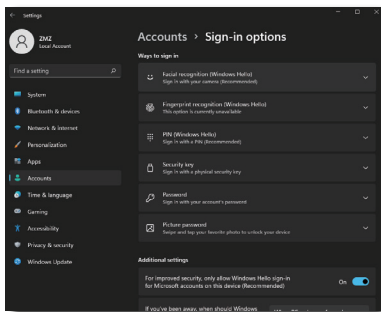 Settings
ZMZ
Local Account
Find a setting
System
Bluetooth & devices
Network & internet
Personalization
Apps
Accounts
Time & language
Gaming
Accessibility
Privacy & security
Windows Update
Accounts > Sign-in options
Ways to sign in
Facial recognition (Windows Hello)
Sign in with your camera (Recommended)
Fingerprint recognition (Windows Hello)
This option is currently unavailable
PIN (Windows Hello)
Sign in with a PIN (Recommended)
Security key
Sign in with a physical security key
Password
Sign in with your account's password
Picture password
Swipe and tap your favorite photo to unlock your device
Additional settings
For improved security, only allow Windows Hello sign-in
for Microsoft accounts on this device (Recommended)
On
If you've been away, when should Windows